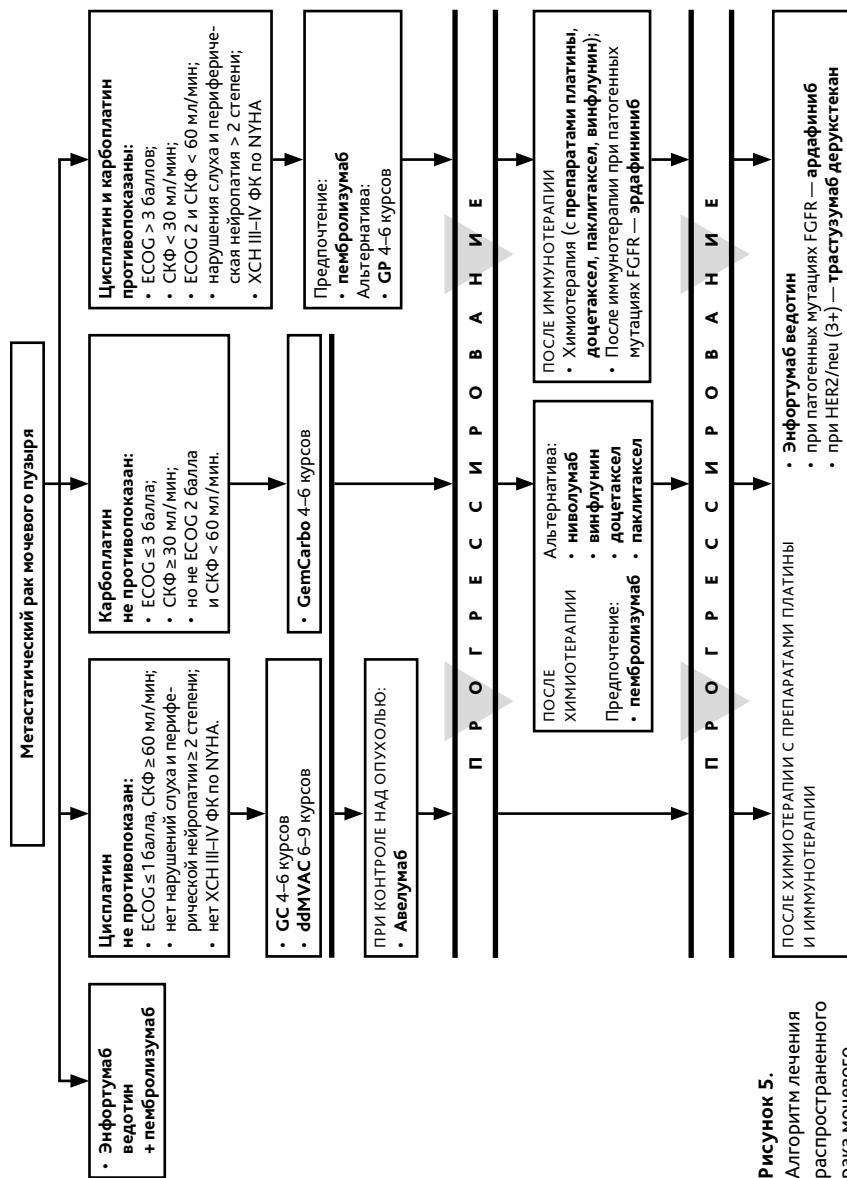 Метастатический рак мочевого пузыря
• Энфортумаб
ведотин
+ пембролизумаб
Цисплатин
не противопоказан:
• ECOG ≤ 1 балла, СКФ ≥ 60 мл/мин;
• нет нарушений слуха и перифе-
рической нейропатии ≥ 2 степени;
• нет ХСН III–IV ФК по NYHA.
Карбоплатин
не противопоказан:
• ECOG ≤ 3 балла;
• СКФ ≥ 30 мл/мин;
• но не ECOG 2 балла
и СКФ < 60 мл/мин.
Цисплатин и карбоплатин
противопоказаны:
• ECOG > 3 баллов;
• СКФ < 30 мл/мин;
• ECOG 2 и СКФ < 60 мл/мин;
• нарушения слуха и перифериче-
ская нейропатия > 2 степени;
• ХСН III–IV ФК по NYHA
• GC 4–6 курсов
• ddMVAC 6–9 курсов
• GemCarbo 4–6 курсов
Предпочтение:
• пембролизумаб
Альтернатива:
• GP 4–6 курсов
ПРИ КОНТРОЛЕ НАД ОПУХОЛЬЮ:
• Авелумаб
П Р О Г Р Е С С И Р О В А Н И Е
ПОСЛЕ
ХИМИОТЕРАПИИ
Предпочтение:
• пембролизумаб
Альтернатива:
• ниволумаб
• винфлунин
• доцетаксел
• паклитаксел
ПОСЛЕ ИММУНОТЕРАПИИ
• Химиотерапия (с препаратами платины,
доцетаксел, паклитаксел, винфлунин);
• После иммунотерапии при патогенных
мутациях FGFR — эрдафининиб
П Р О Г Р Е С С И Р О В А Н И Е
ПОСЛЕ ХИМИОТЕРАПИИ С ПРЕПАРАТАМИ ПЛАТИНЫ
И ИММУНОТЕРАПИИ
• Энфортумаб ведотин
• при патогенных мутациях FGFR — ардафиниб
• при HER2/neu (3+) — трастузумаб дерукстекан
Рисунок 5.
Алгоритм лечения
распространенного
рака мочевого